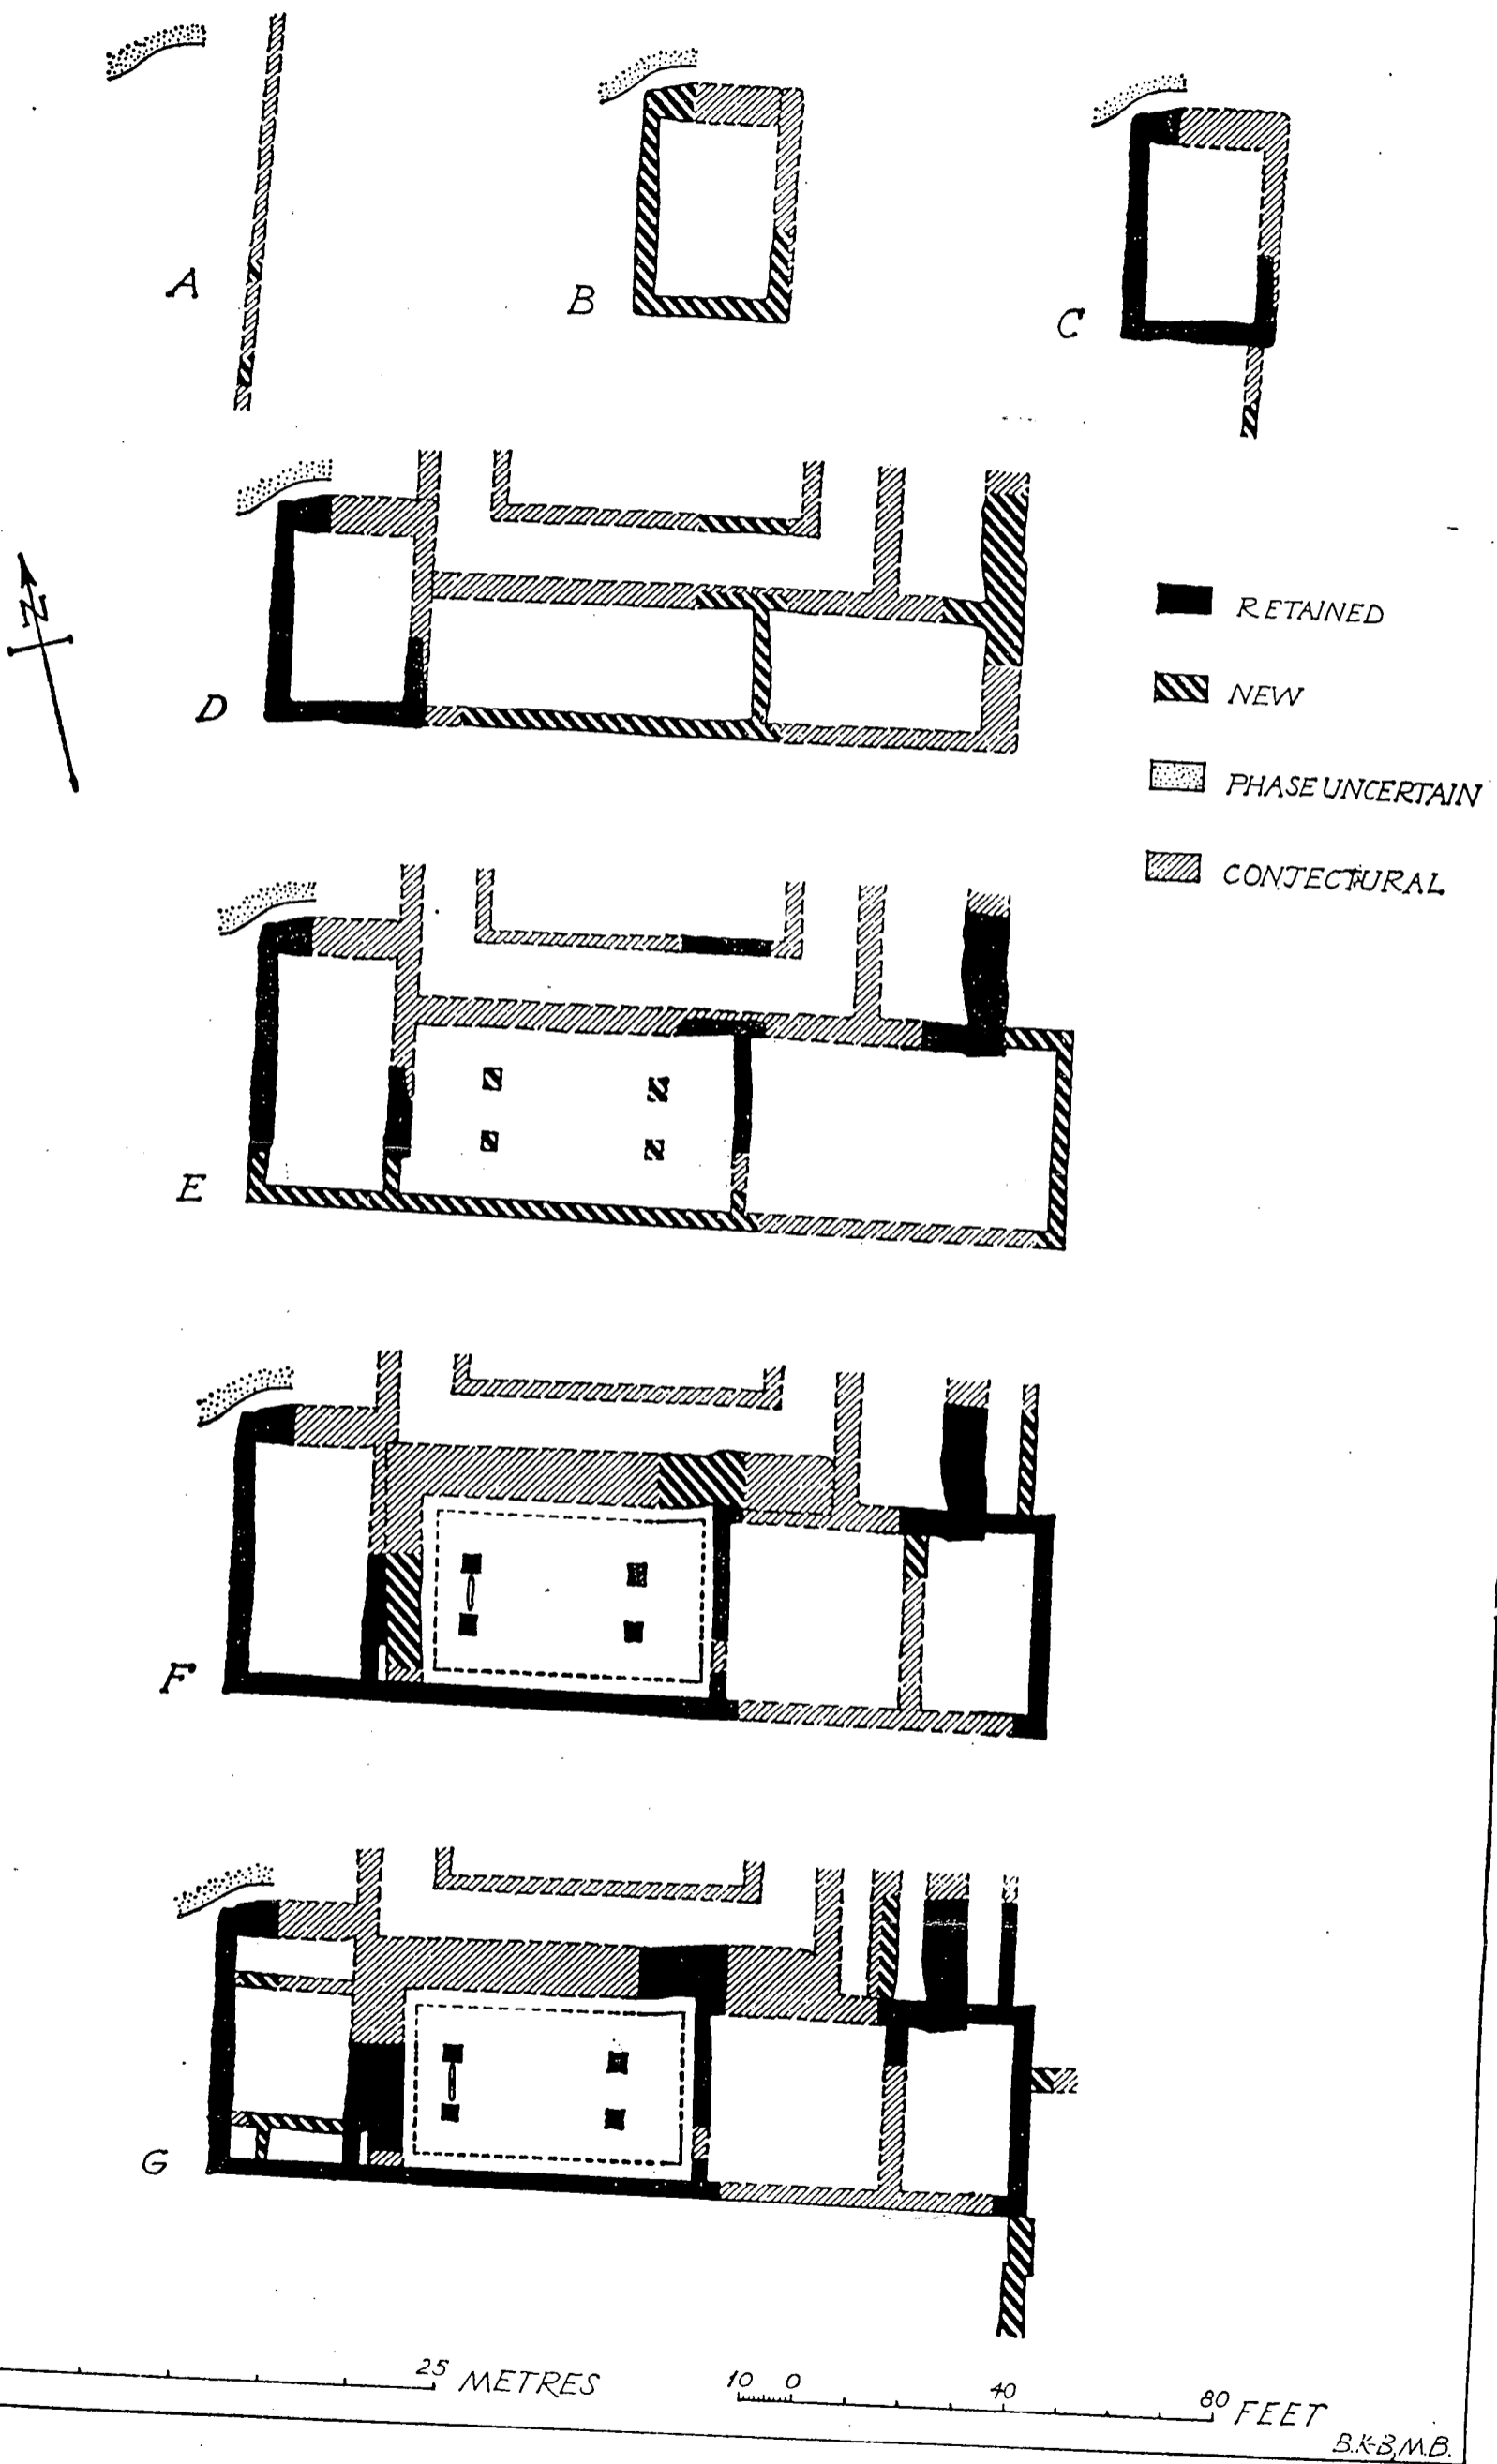 A
B
C
N
D
RETAINED
NEW
PHASE UNCERTAIN
CONJECTURAL
E
F
G
25 METRES
10 0 40 80 FEET
B.K-B, M.B.